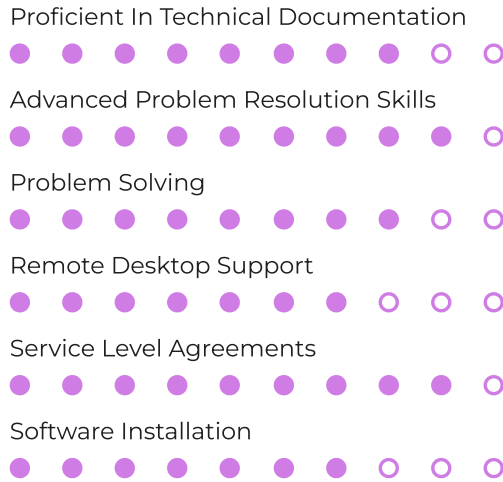 Proficient In Technical Documentation
Advanced Problem Resolution Skills
Problem Solving
Remote Desktop Support
Service Level Agreements
Software Installation